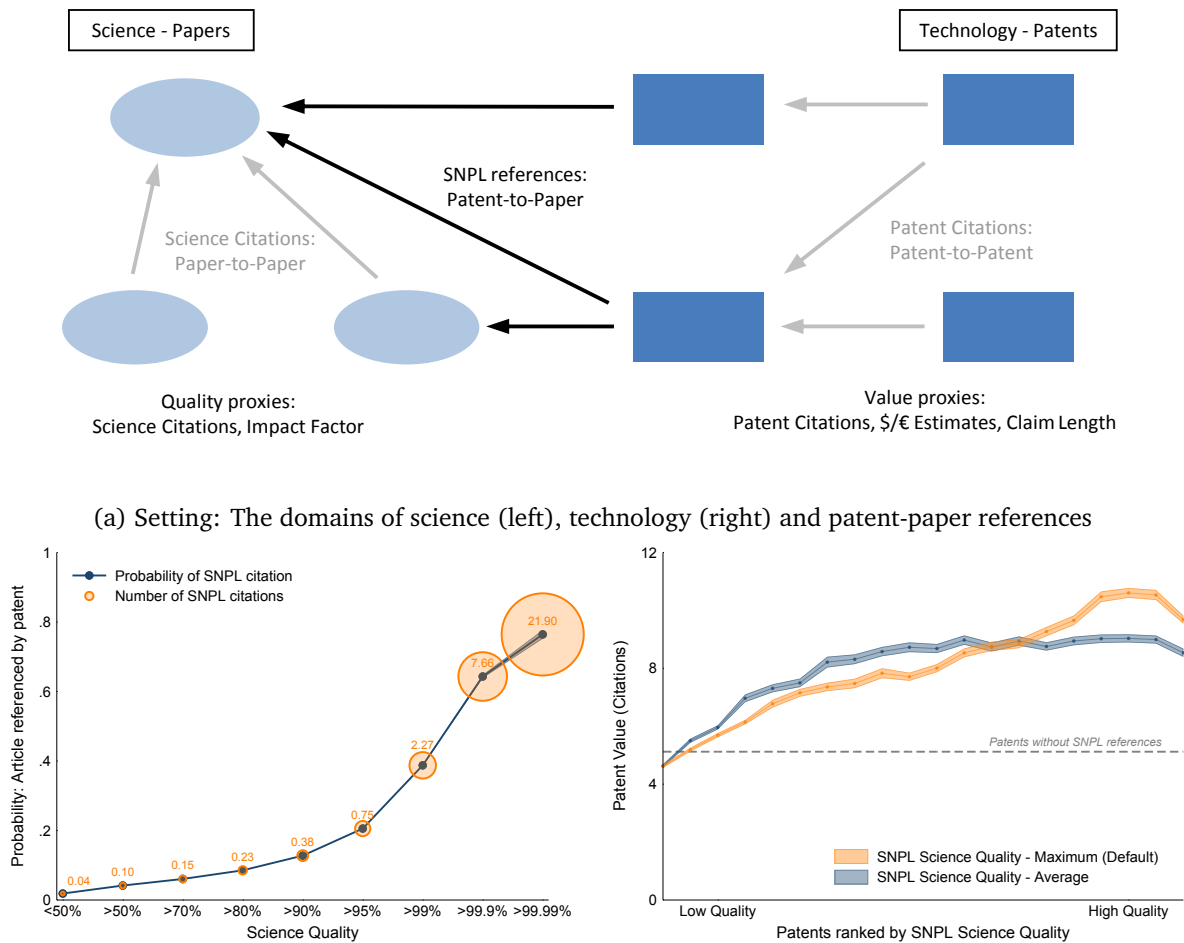 Science - Papers
Technology - Patents
SNPL references:
Patent-to-Paper
Science Citations:
Paper-to-Paper
Patent Citations:
Patent-to-Patent
Quality proxies:
Science Citations, Impact Factor
Value proxies:
Patent Citations, $/€ Estimates, Claim Length
(a) Setting: The domains of science (left), technology (right) and patent-paper references
Probability: Article referenced by patent
1
.8
.6
.4
.2
0
Probability of SNPL citation
Number of SNPL citations
0.04
0.10
0.15
0.23
0.38
0.75
2.27
7.66
21.90
<50%
>50%
>70%
>80%
>90%
>95%
>99%
>99.9%
>99.99%
Science Quality
Patent Value (Citations)
12
8
4
0
Patents without SNPL references
SNPL Science Quality - Maximum (Default)
SNPL Science Quality - Average
Low Quality
High Quality
Patents ranked by SNPL Science Quality